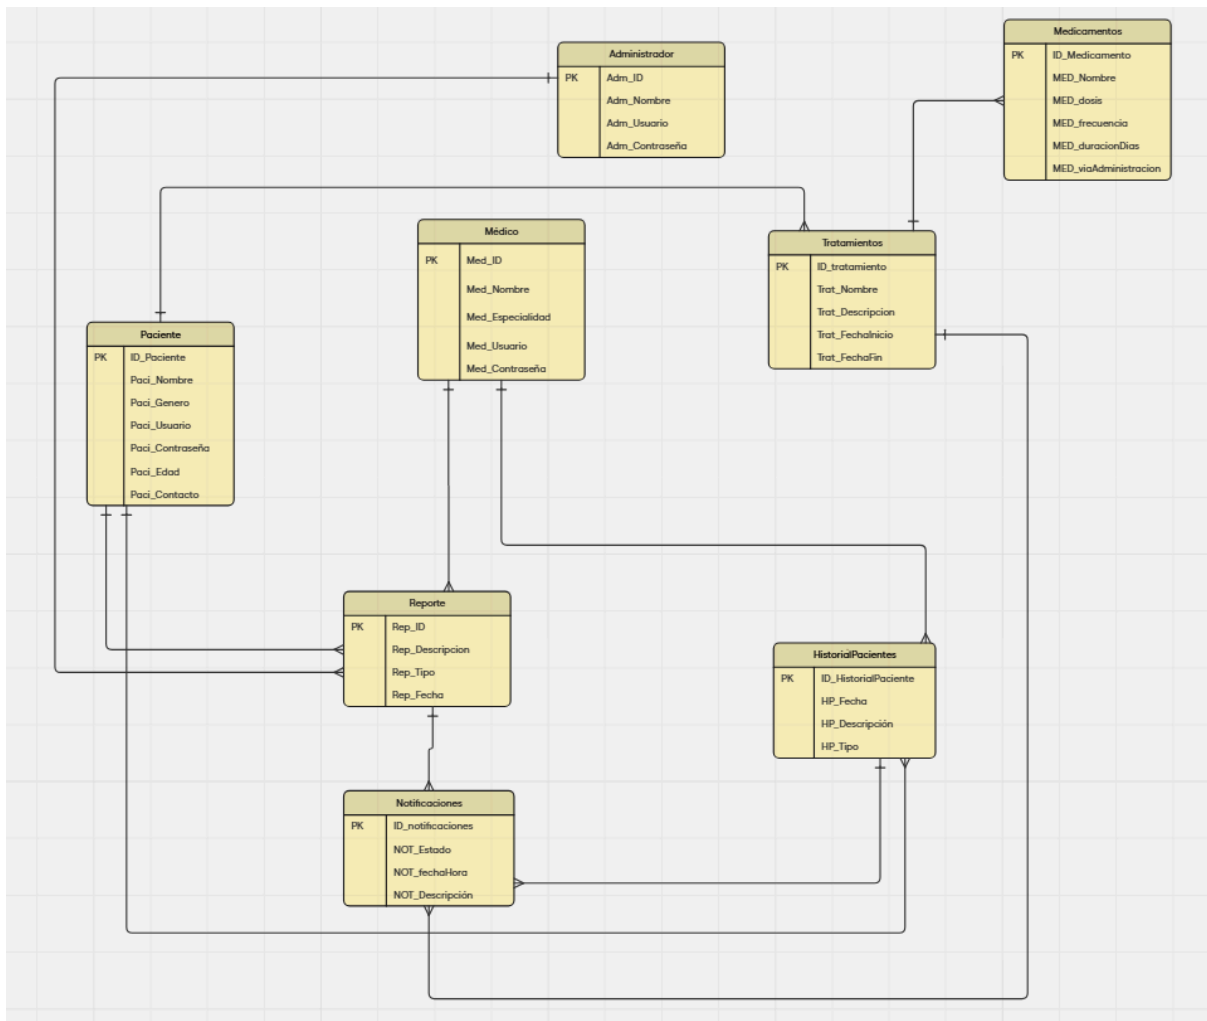 Administrador
PK Adm_ID
Adm_Nombre
Adm_Usuario
Adm_Contraseña
Medicamentos
PK ID_Medicamento
MED_Nombre
MED_dosis
MED_frecuencia
MED_duracionDias
MED_viaAdministracion
Médico
PK Med_ID
Med_Nombre
Med_Especialidad
Med_Usuario
Med_Contraseña
Tratamientos
PK ID_tratamiento
Trat_Nombre
Trat_Descripcion
Trat_FechaInicio
Trat_FechaFin
Paciente
PK ID_Paciente
Paci_Nombre
Paci_Genero
Paci_Usuario
Paci_Contraseña
Paci_Edad
Paci_Contacto
Reporte
PK Rep_ID
Rep_Descripcion
Rep_Tipo
Rep_Fecha
HistorialPacientes
PK ID_HistorialPaciente
HP_Fecha
HP_Descripción
HP_Tipo
Notificaciones
PK ID_notificaciones
NOT_Estado
NOT_fechaHora
NOT_Descripción